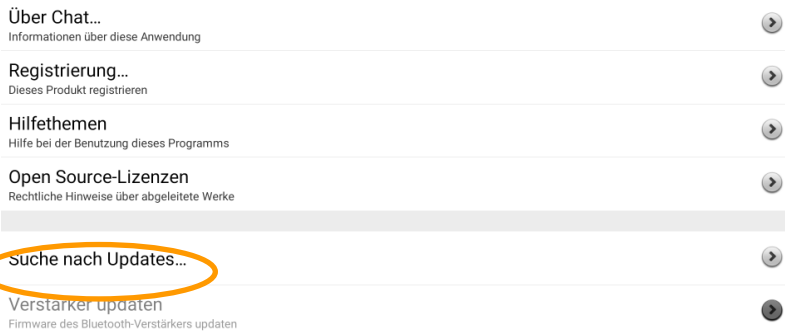 Über Chat…
Informationen über diese Anwendung
Registrierung…
Dieses Produkt registrieren
Hilfethemen
Hilfe bei der Benutzung dieses Programms
Open Source-Lizenzen
Rechtliche Hinweise über abgeleitete Werke
Suche nach Updates…
Verstärker updaten
Firmware des Bluetooth-Verstärkers updaten